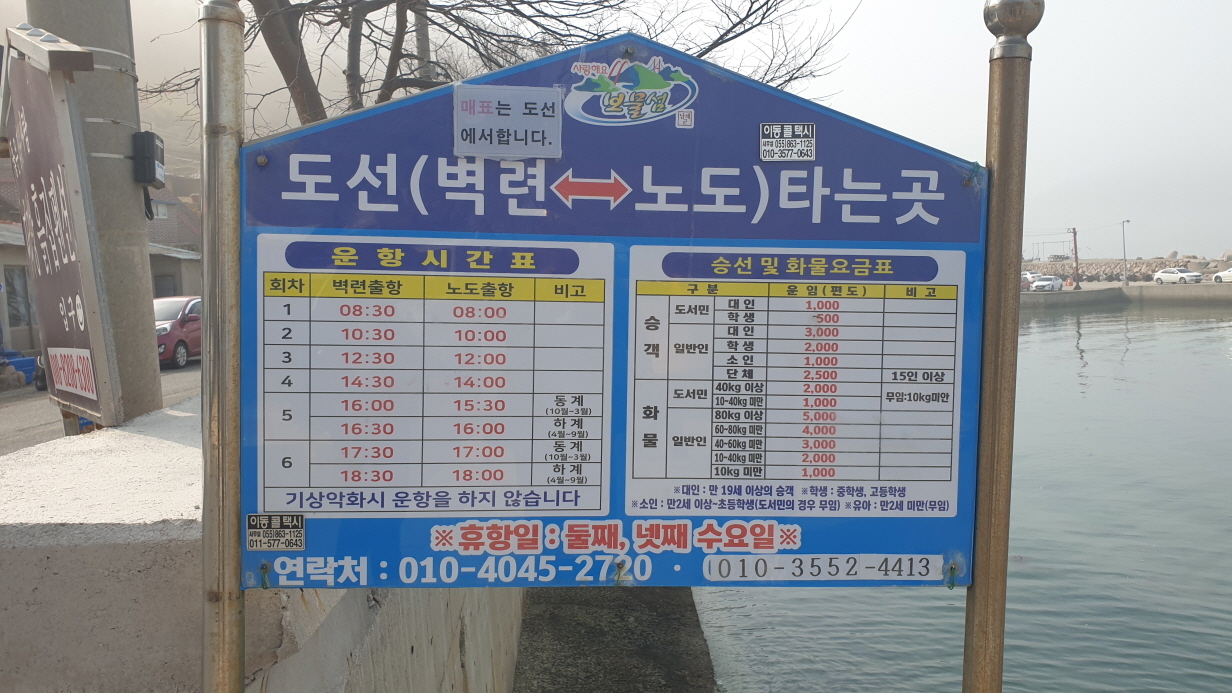 사랑해요
보물섬
매표는 도선
에서합니다.
이동 콜 택시
사무실 055)863-1125
010-3577-0643
도선(벽련↔노도)타는곳
운 항 시 간 표
회차 벽련출항 노도출항 비고
1 08:30 08:00
2 10:30 10:00
3 12:30 12:00
4 14:30 14:00
5 16:00 15:30 동 계 (10월~3월)
16:30 16:00 하 계 (4월~9월)
6 17:30 17:00 동 계 (10월~3월)
18:30 18:00 하 계 (4월~9월)
기상악화시 운항을 하지 않습니다
승선 및 화물요금표
구 분 운 임 (편도) 비 고
승객 도서민 대 인 1,000
학 생 500
일반인 대 인 3,000
학 생 2,000
소 인 1,000
단 체 2,500 15인 이상
화물 도서민 40kg 이상 2,000 무임:10kg미만
10~40kg 미만 1,000
일반인 80kg 이상 5,000
60~80kg 미만 4,000
40~60kg 미만 3,000
10~40kg 미만 2,000
10kg 미만 1,000
※대인 : 만 19세 이상의 승객 ※학생 : 중학생, 고등학생
※소인 : 만2세 이상~초등학생(도서민의 경우 무임) ※유아 : 만2세 미만(무임)
이동 콜 택시
사무실 055)863-1125
011-577-0643
※휴항일 : 둘째, 넷째 수요일※
연락처 : 010-4045-2720 · 010-3552-4413